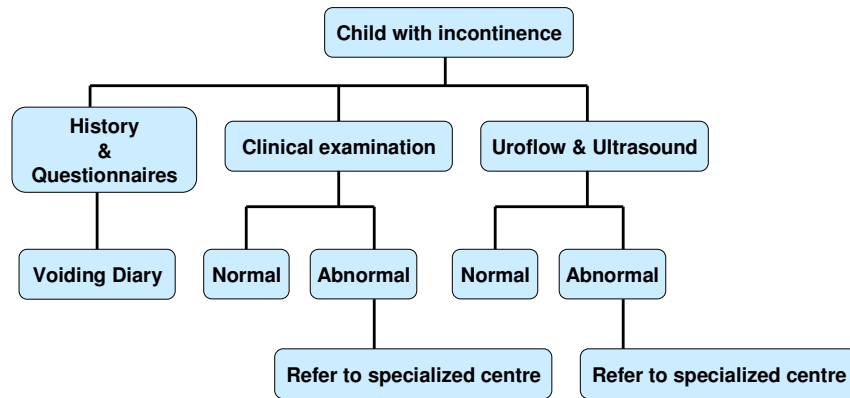 Child with incontinence
History
&
Questionnaires
Clinical examination
Uroflow & Ultrasound
Voiding Diary
Normal
Abnormal
Normal
Abnormal
Refer to specialized centre
Refer to specialized centre